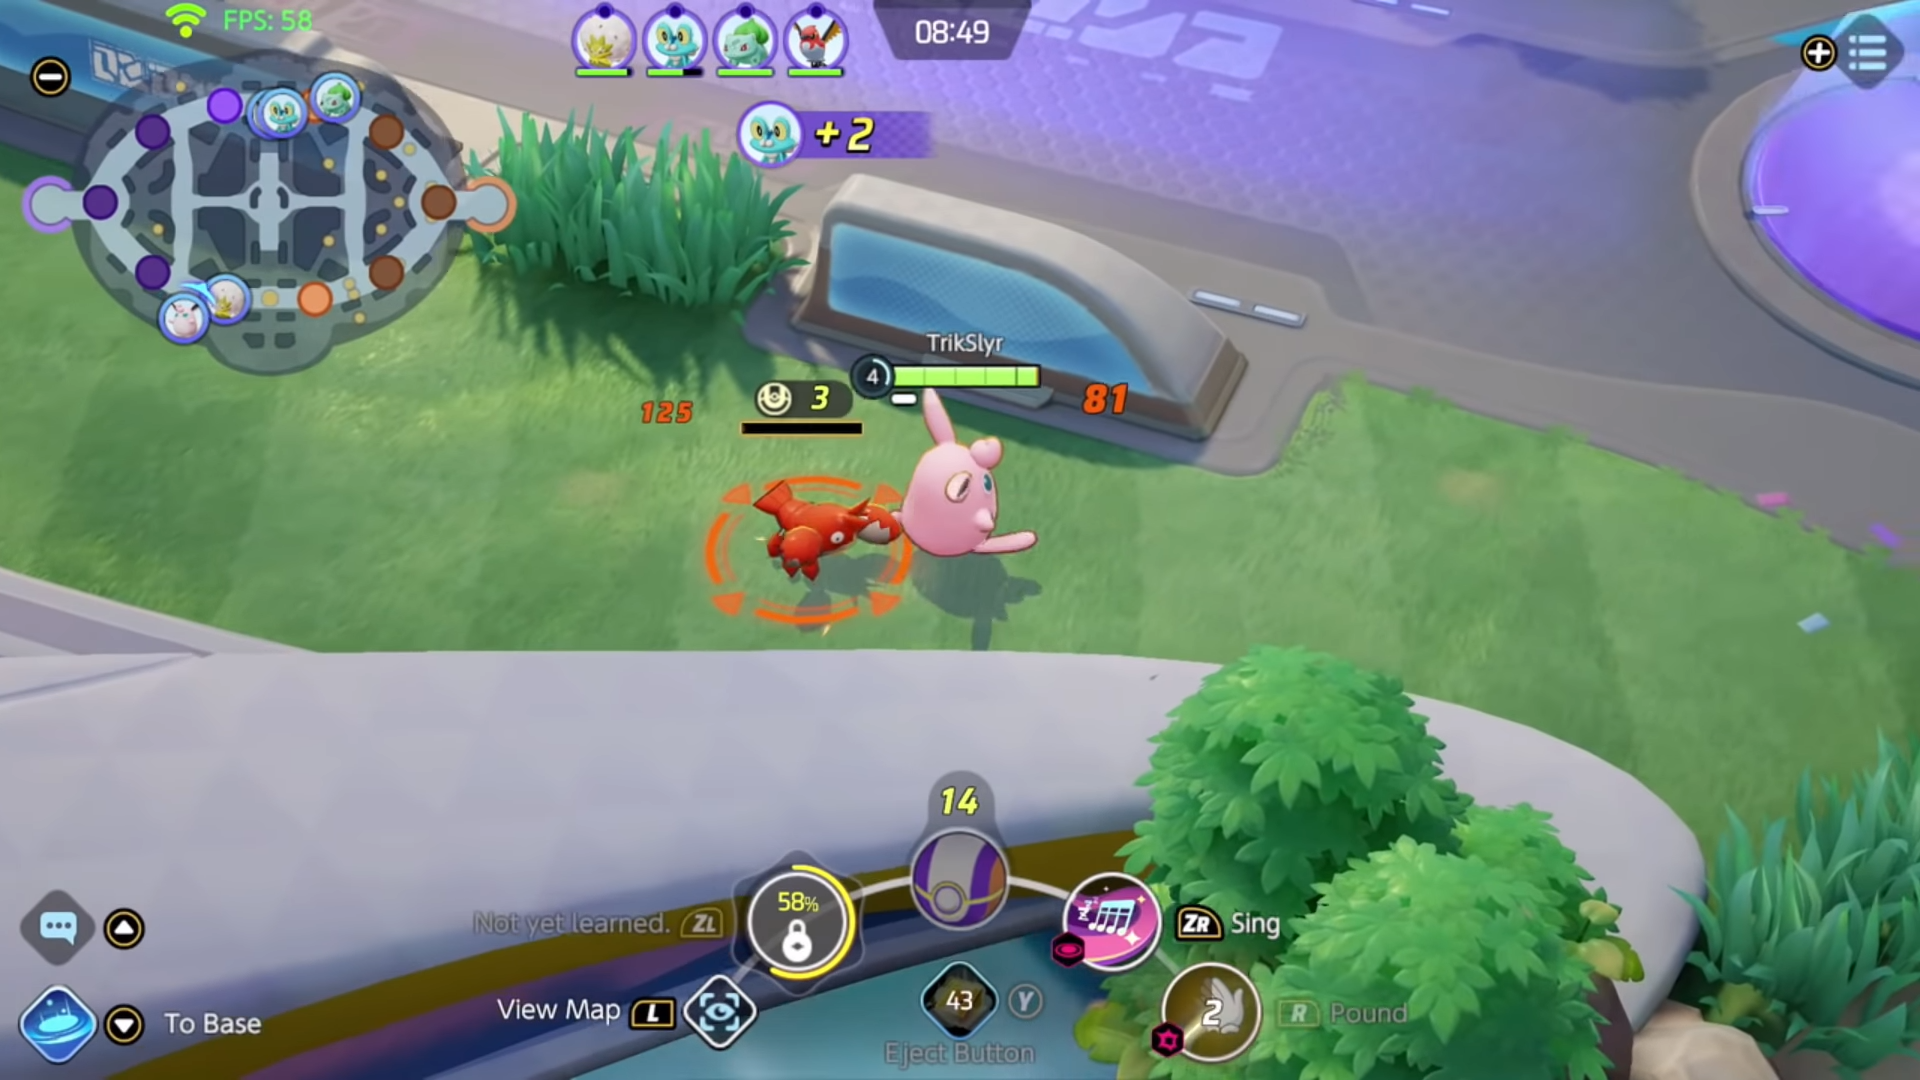 FPS: 58
08:49
+2
TrikSlyr
4
3
125
81
14
58%
Not yet learned. ZL
ZR Sing
View Map L
43 Y
2 R Pound
To Base
Eject Button